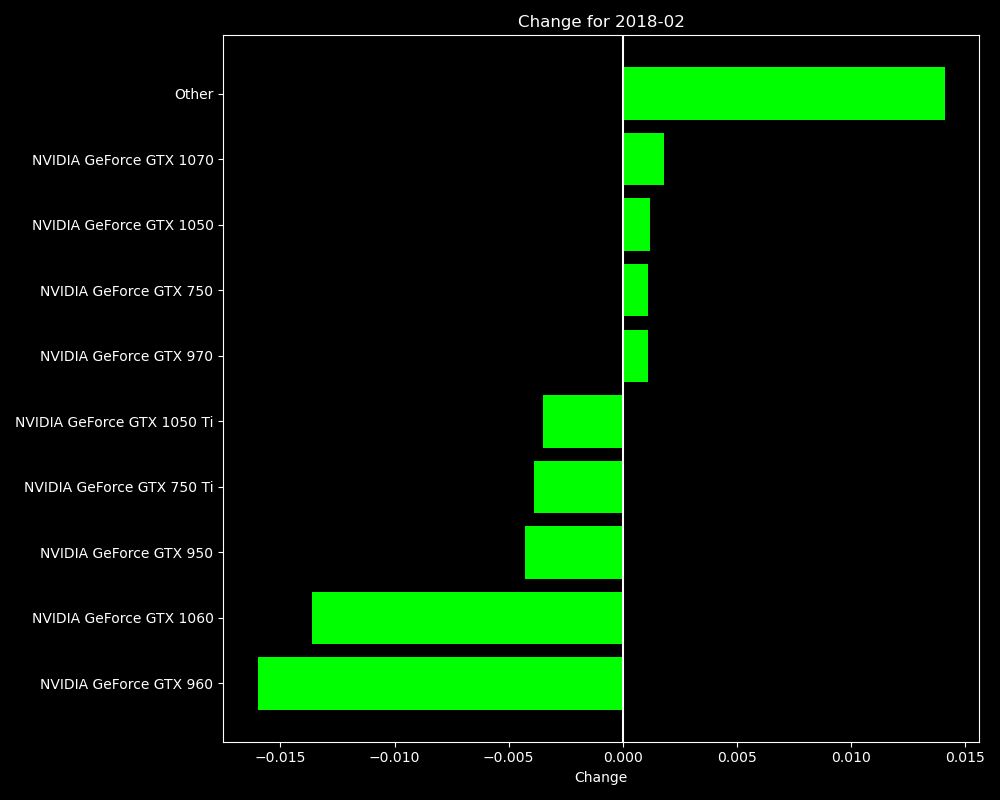 Change for 2018-02
Other
NVIDIA GeForce GTX 1070
NVIDIA GeForce GTX 1050
NVIDIA GeForce GTX 750
NVIDIA GeForce GTX 970
NVIDIA GeForce GTX 1050 Ti
NVIDIA GeForce GTX 750 Ti
NVIDIA GeForce GTX 950
NVIDIA GeForce GTX 1060
NVIDIA GeForce GTX 960
−0.015 −0.010 −0.005 0.000 0.005 0.010 0.015
Change